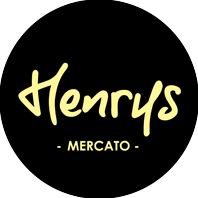 Henrys
- MERCATO -